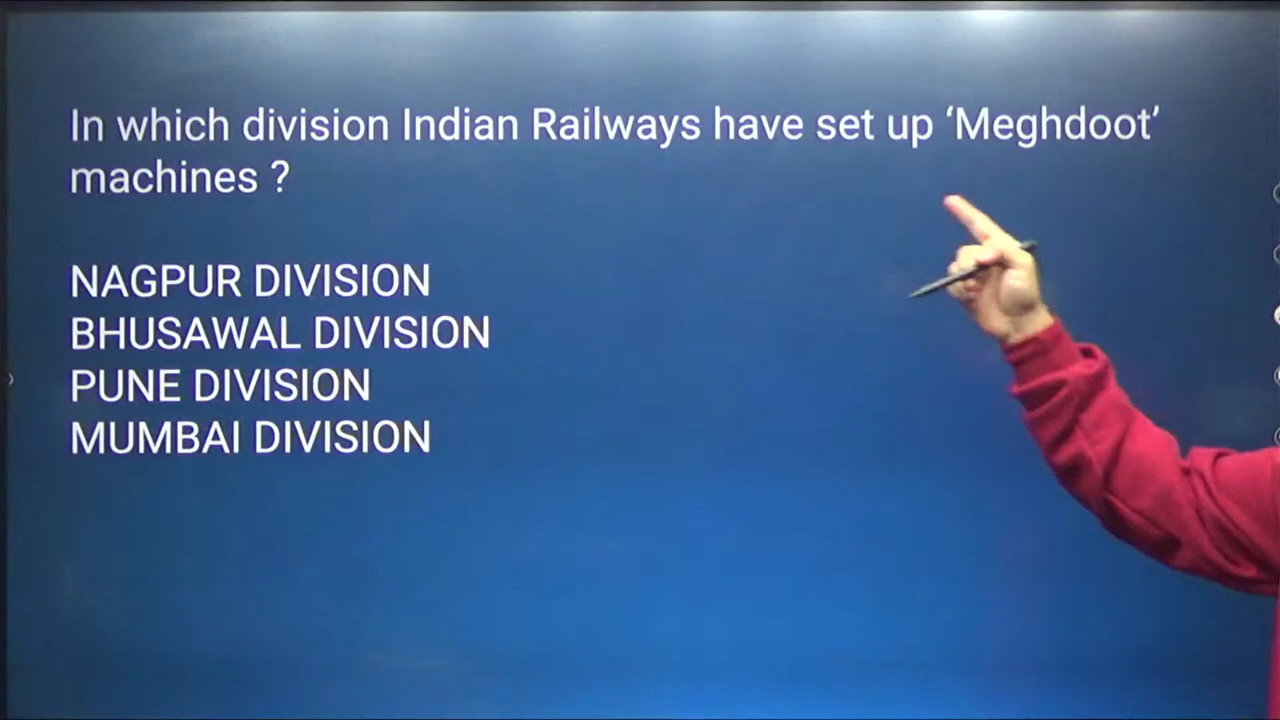 In which division Indian Railways have set up ‘Meghdoot’
machines ?
NAGPUR DIVISION
BHUSAWAL DIVISION
PUNE DIVISION
MUMBAI DIVISION